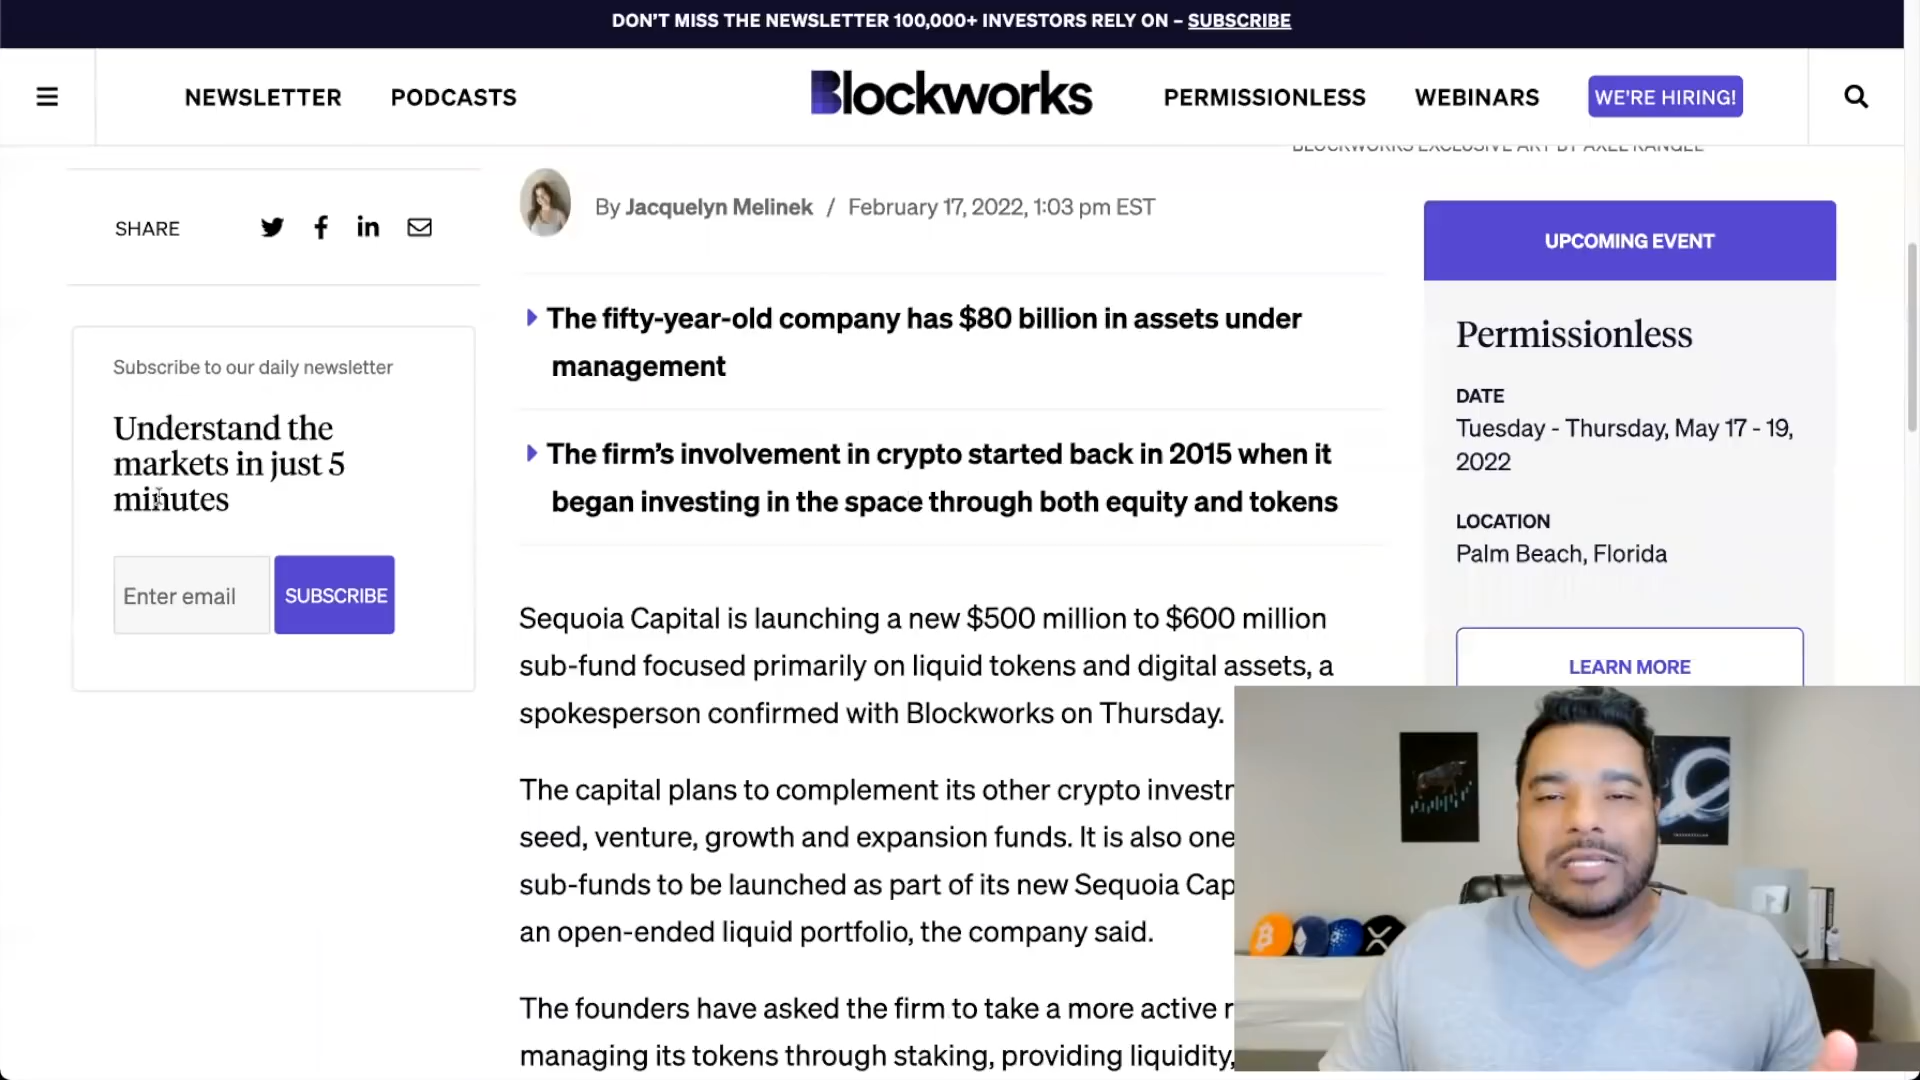 DON'T MISS THE NEWSLETTER 100,000+ INVESTORS RELY ON – SUBSCRIBE
NEWSLETTER
PODCASTS
Blockworks
PERMISSIONLESS
WEBINARS
WE'RE HIRING!
BLOCKWORKS EXCLUSIVE ART BY AXEL RANGEL
SHARE
By Jacquelyn Melinek / February 17, 2022, 1:03 pm EST
Subscribe to our daily newsletter
Understand the
markets in just 5
minutes
Enter email
SUBSCRIBE
The fifty-year-old company has $80 billion in assets under
management
The firm's involvement in crypto started back in 2015 when it
began investing in the space through both equity and tokens
Sequoia Capital is launching a new $500 million to $600 million
sub-fund focused primarily on liquid tokens and digital assets, a
spokesperson confirmed with Blockworks on Thursday.
The capital plans to complement its other crypto
seed, venture, growth and expansion funds. It is also one
sub-funds to be launched as part of its new Sequoia
an open-ended liquid portfolio, the company said.
The founders have asked the firm to take a more active
managing its tokens through staking, providing liquidity,
UPCOMING EVENT
Permissionless
DATE
Tuesday - Thursday, May 17 - 19,
2022
LOCATION
Palm Beach, Florida
LEARN MORE